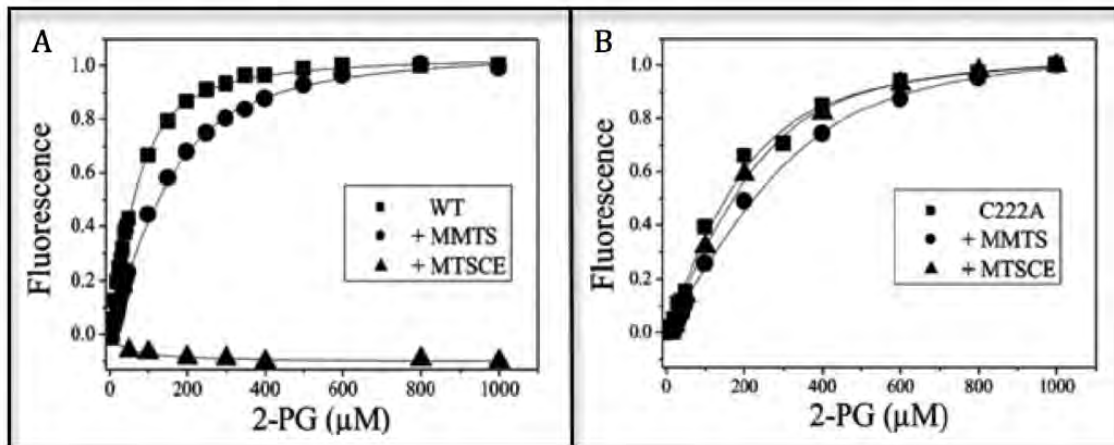 A
Fluorescence
1.0
0.8
0.6
0.4
0.2
0.0
WT
+ MMTS
+ MTSCE
0 200 400 600 800 1000
2-PG (µM)
B
Fluorescence
1.0
0.8
0.6
0.4
0.2
0.0
C222A
+ MMTS
+ MTSCE
0 200 400 600 800 1000
2-PG (µM)